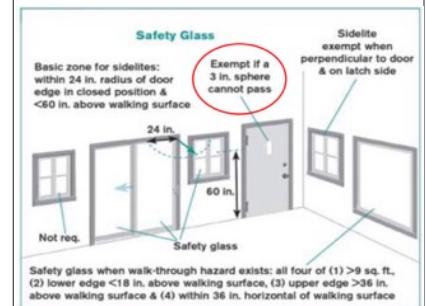 Safety Glass
Basic zone for sidelites:
within 24 in. radius of door
edge in closed position &
<60 in. above walking surface
Exempt if a
3 in. sphere
cannot pass
Sidelite
exempt when
perpendicular to door
& on latch side
24 in.
60 in.
Not req.
Safety glass
Safety glass when walk-through hazard exists: all four of (1) >9 sq. ft.,
(2) lower edge <18 in. above walking surface, (3) upper edge >36 in.
above walking surface & (4) within 36 in. horizontal of walking surface